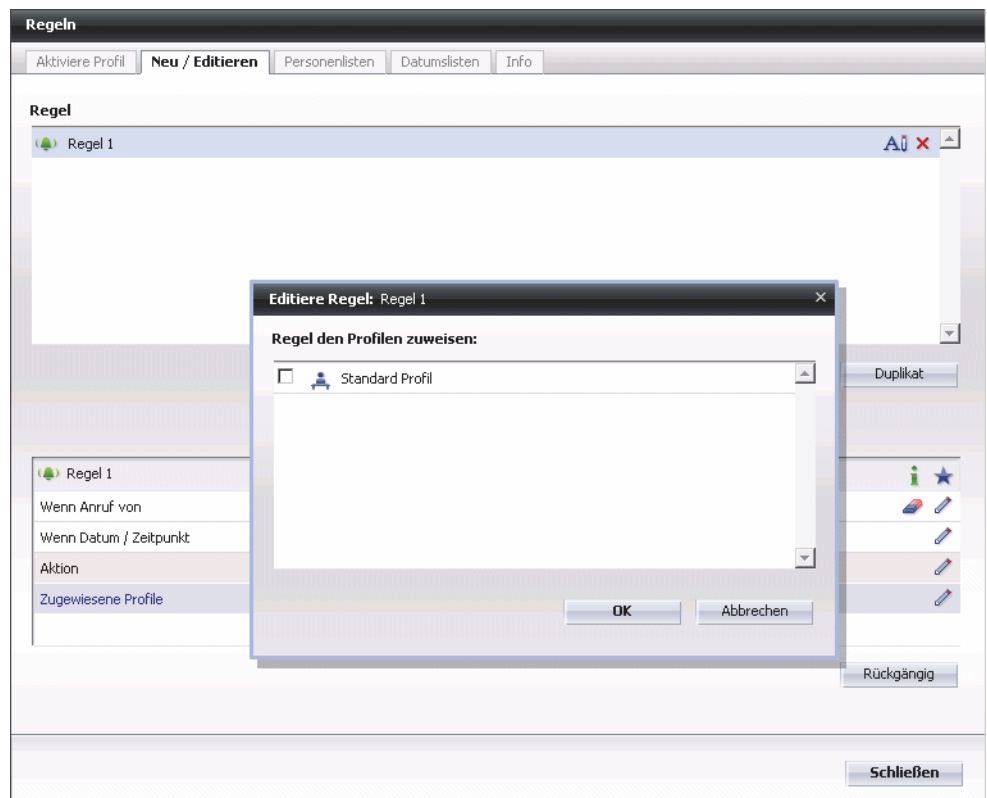 Regeln
Aktiviere Profil Neu / Editieren Personenlisten Datumslisten Info
Regel
Regel 1
Editiere Regel: Regel 1
Regel den Profilen zuweisen:
Standard Profil
OK Abbrechen
Duplikat
Regel 1
Wenn Anruf von
Wenn Datum / Zeitpunkt
Aktion
Zugewiesene Profile
Rückgängig
Schließen